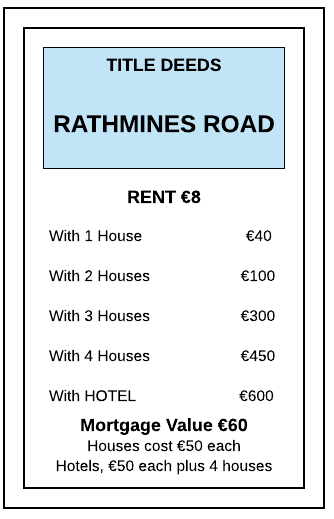 TITLE DEEDS
RATHMINES ROAD
RENT €8
With 1 House €40
With 2 Houses €100
With 3 Houses €300
With 4 Houses €450
With HOTEL €600
Mortgage Value €60
Houses cost €50 each
Hotels, €50 each plus 4 houses